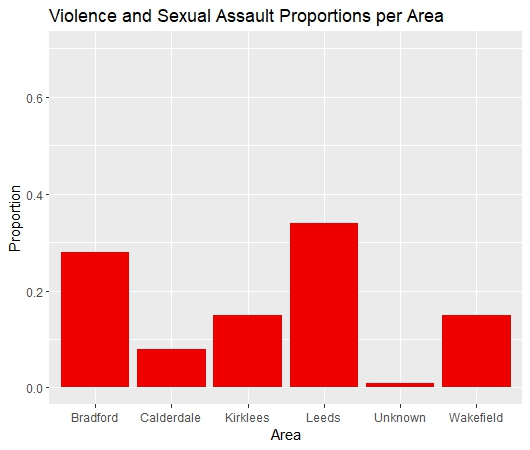 Violence and Sexual Assault Proportions per Area
Proportion
0.6
0.4
0.2
0.0
Bradford Calderdale Kirklees Leeds Unknown Wakefield
Area